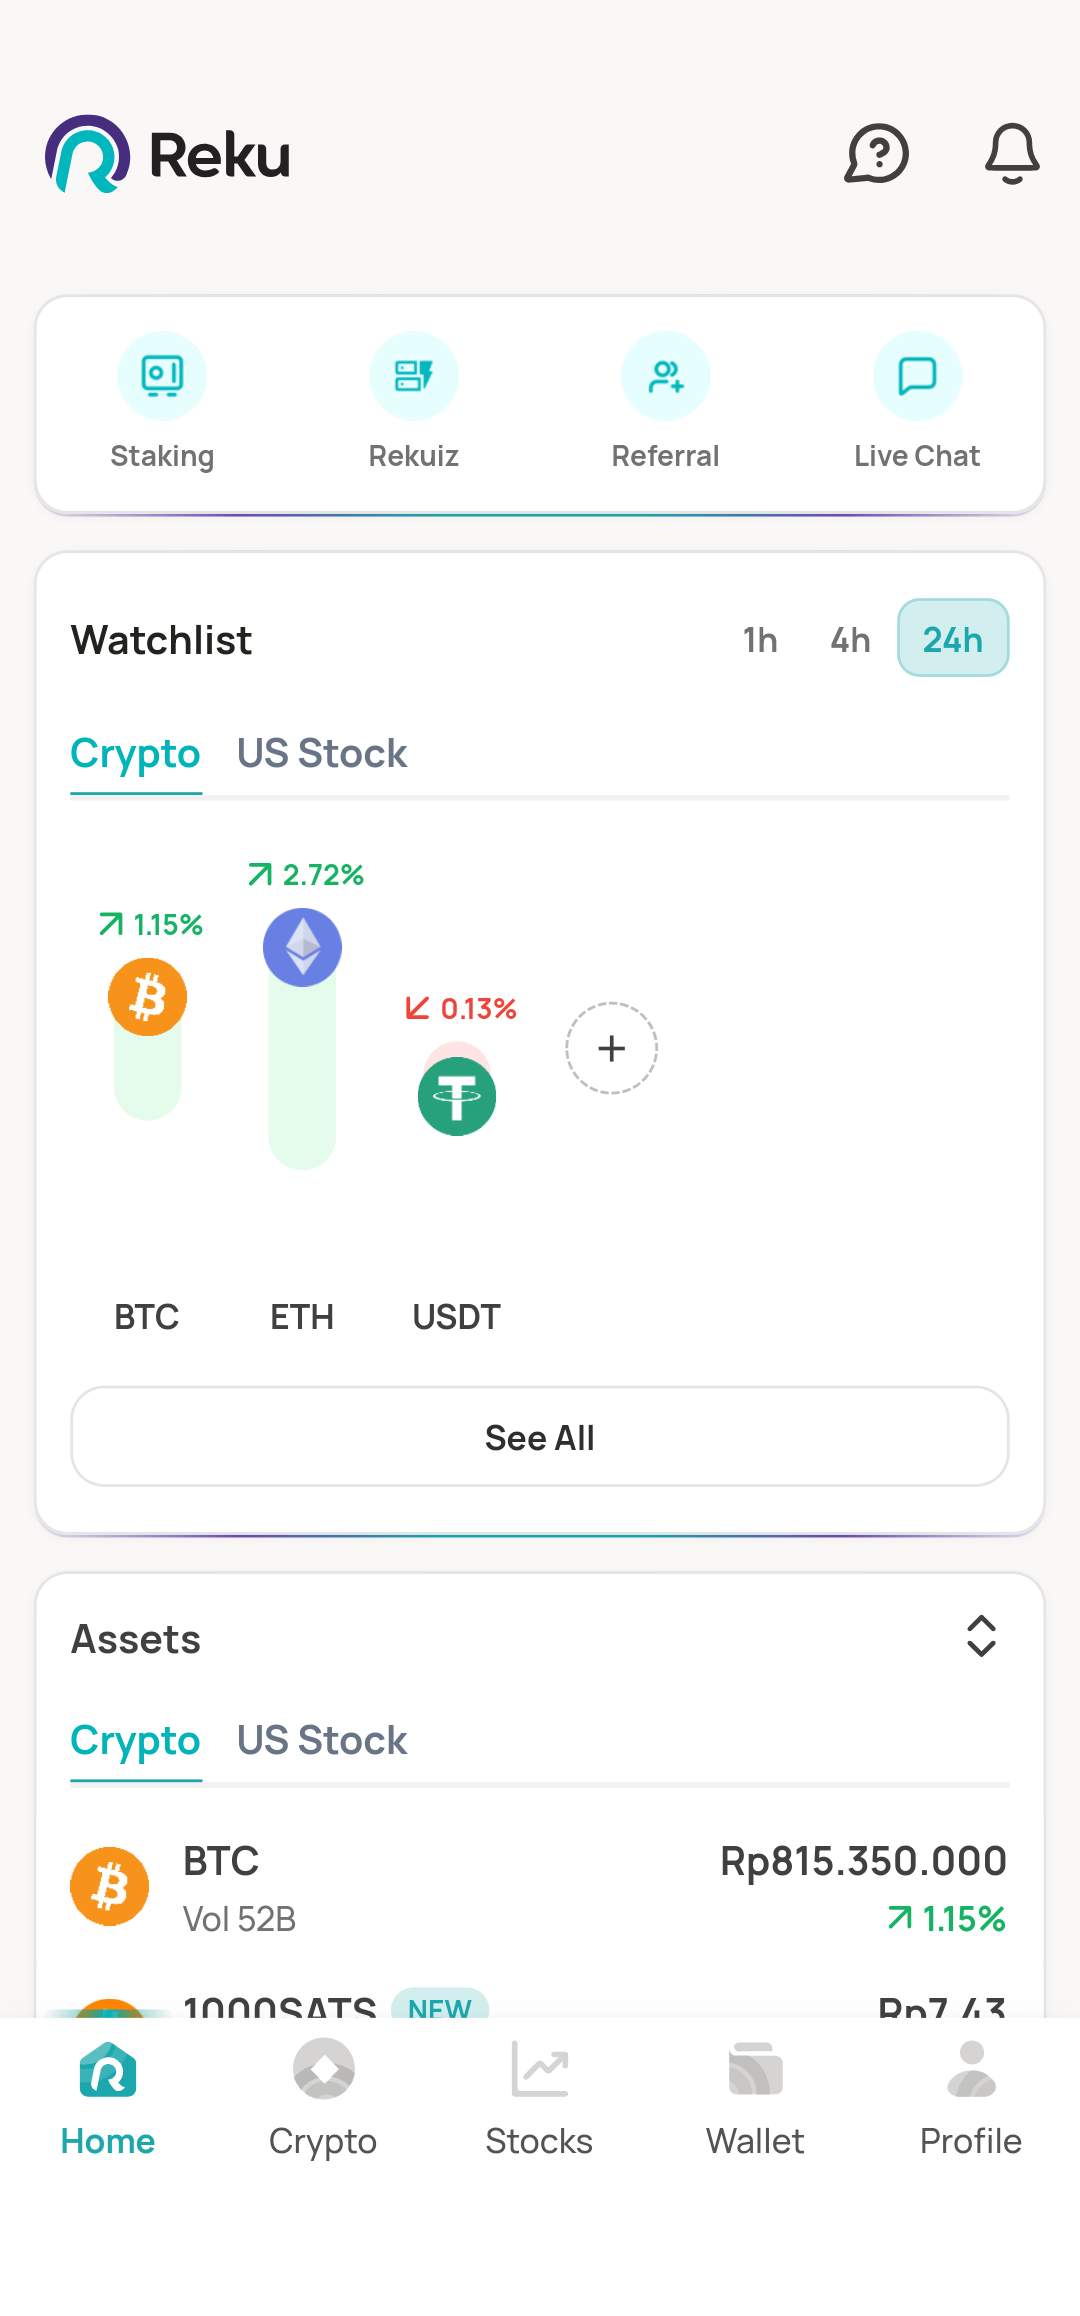 Reku
Staking
Rekuiz
Referral
Live Chat
Watchlist
1h
4h
24h
Crypto
US Stock
2.72%
1.15%
0.13%
BTC
ETH
USDT
See All
Assets
Crypto
US Stock
BTC
Rp815.350.000
Vol 52B
1.15%
1000SATS
NEW
Rp7,43
Home
Crypto
Stocks
Wallet
Profile